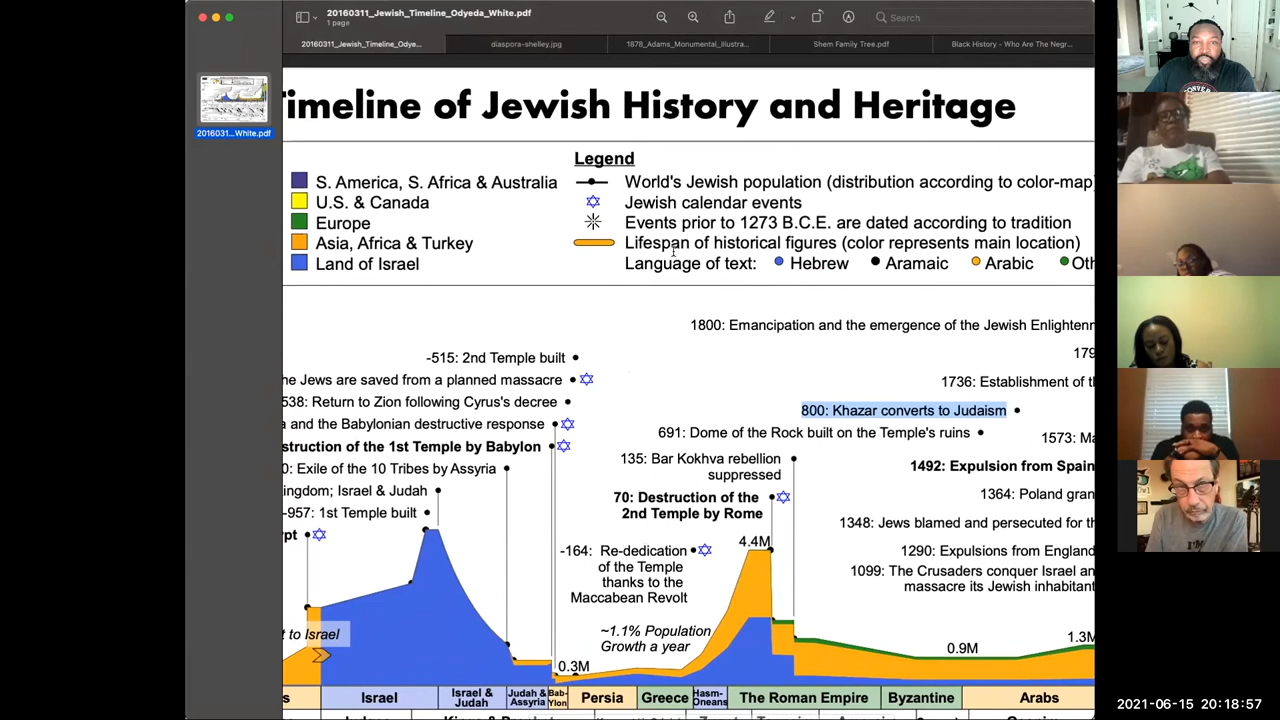 20160311_Jewish_Timeline_Odyeda_White.pdf
1 page
Search
20160311_Jewish_Timeline_Odye...
diaspora-shelley.jpg
1878_Adams_Monumental_Illustra...
Shem Family Tree.pdf
Black History - Who Are The Negr...
20160311...White.pdf
Timeline of Jewish History and Heritage
Legend
S. America, S. Africa & Australia
U.S. & Canada
Europe
Asia, Africa & Turkey
Land of Israel
World's Jewish population (distribution according to color-map)
Jewish calendar events
Events prior to 1273 B.C.E. are dated according to tradition
Lifespan of historical figures (color represents main location)
Language of text: Hebrew Aramaic Arabic Oth
1800: Emancipation and the emergence of the Jewish Enlightenm
-515: 2nd Temple built
179
he Jews are saved from a planned massacre
1736: Establishment of th
538: Return to Zion following Cyrus's decree
800: Khazar converts to Judaism
a and the Babylonian destructive response
691: Dome of the Rock built on the Temple's ruins
struction of the 1st Temple by Babylon
1573: Ma
0: Exile of the 10 Tribes by Assyria
135: Bar Kokhva rebellion
suppressed
1492: Expulsion from Spain
ingdom; Israel & Judah
70: Destruction of the
2nd Temple by Rome
1364: Poland gran
-957: 1st Temple built
1348: Jews blamed and persecuted for th
ypt
4.4M
-164: Re-dedication
of the Temple
thanks to the
Maccabean Revolt
1290: Expulsions from England
1099: The Crusaders conquer Israel and
massacre its Jewish inhabitant
t to Israel
~1.1% Population
Growth a year
0.3M
0.9M
1.3M
s
Israel
Israel &
Judah
Judah &
Assyria
Bab-
Ylon
Persia
Greece
Hasm-
Oneans
The Roman Empire
Byzantine
Arabs
2021-06-15 20:18:57